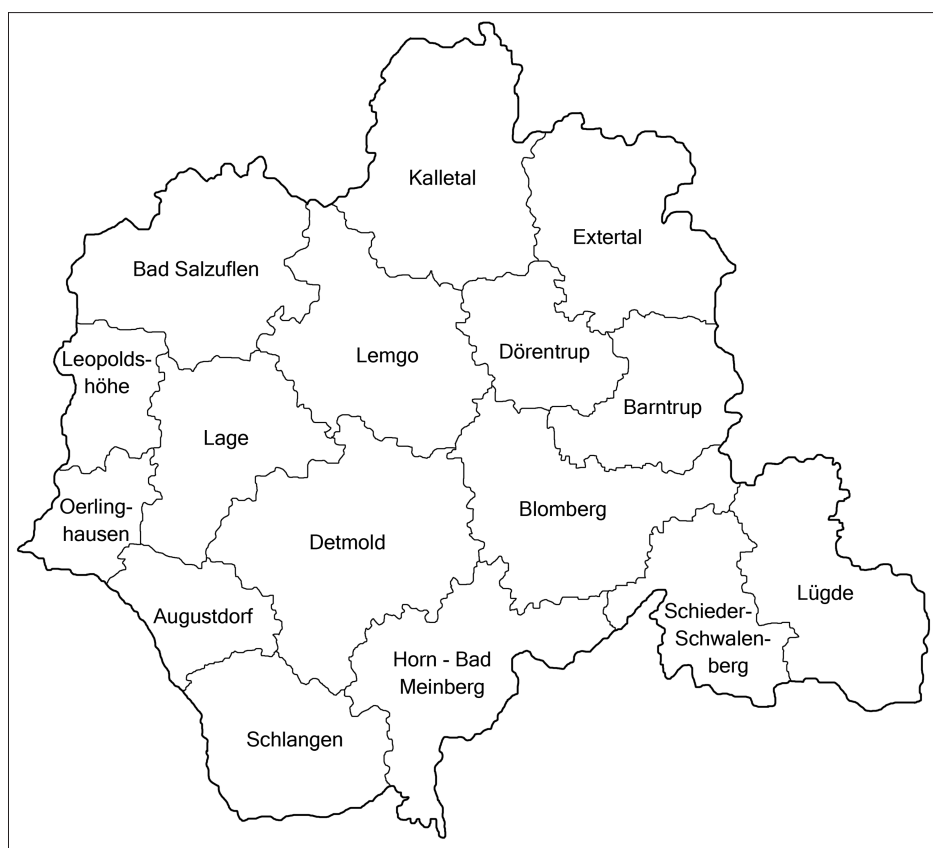 Kalletal
Extertal
Bad Salzuflen
Lemgo
Dörentrup
Leopolds-
höhe
Barntrup
Lage
Oerling-
hausen
Blomberg
Detmold
Lügde
Augustdorf
Schieder-
Schwalen-
berg
Horn - Bad
Meinberg
Schlangen